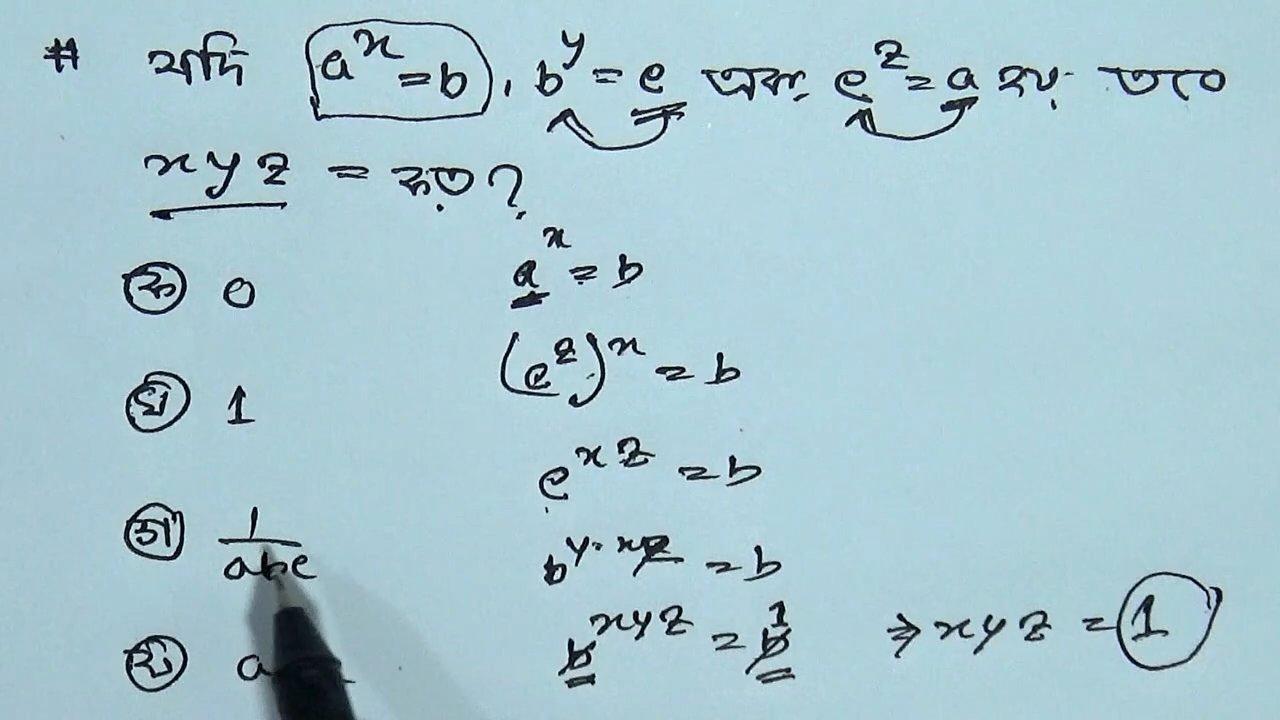 # যদি a^x = b, b^y = c এবং c^z = a হয় তবে
xyz = কত?
ক 0
খ 1
গ 1/abc
ঘ
a^x = b
(c^z)^x = b
c^xz = b
b^y·xz = b
b^xyz = b^1 ⇒ xyz = 1